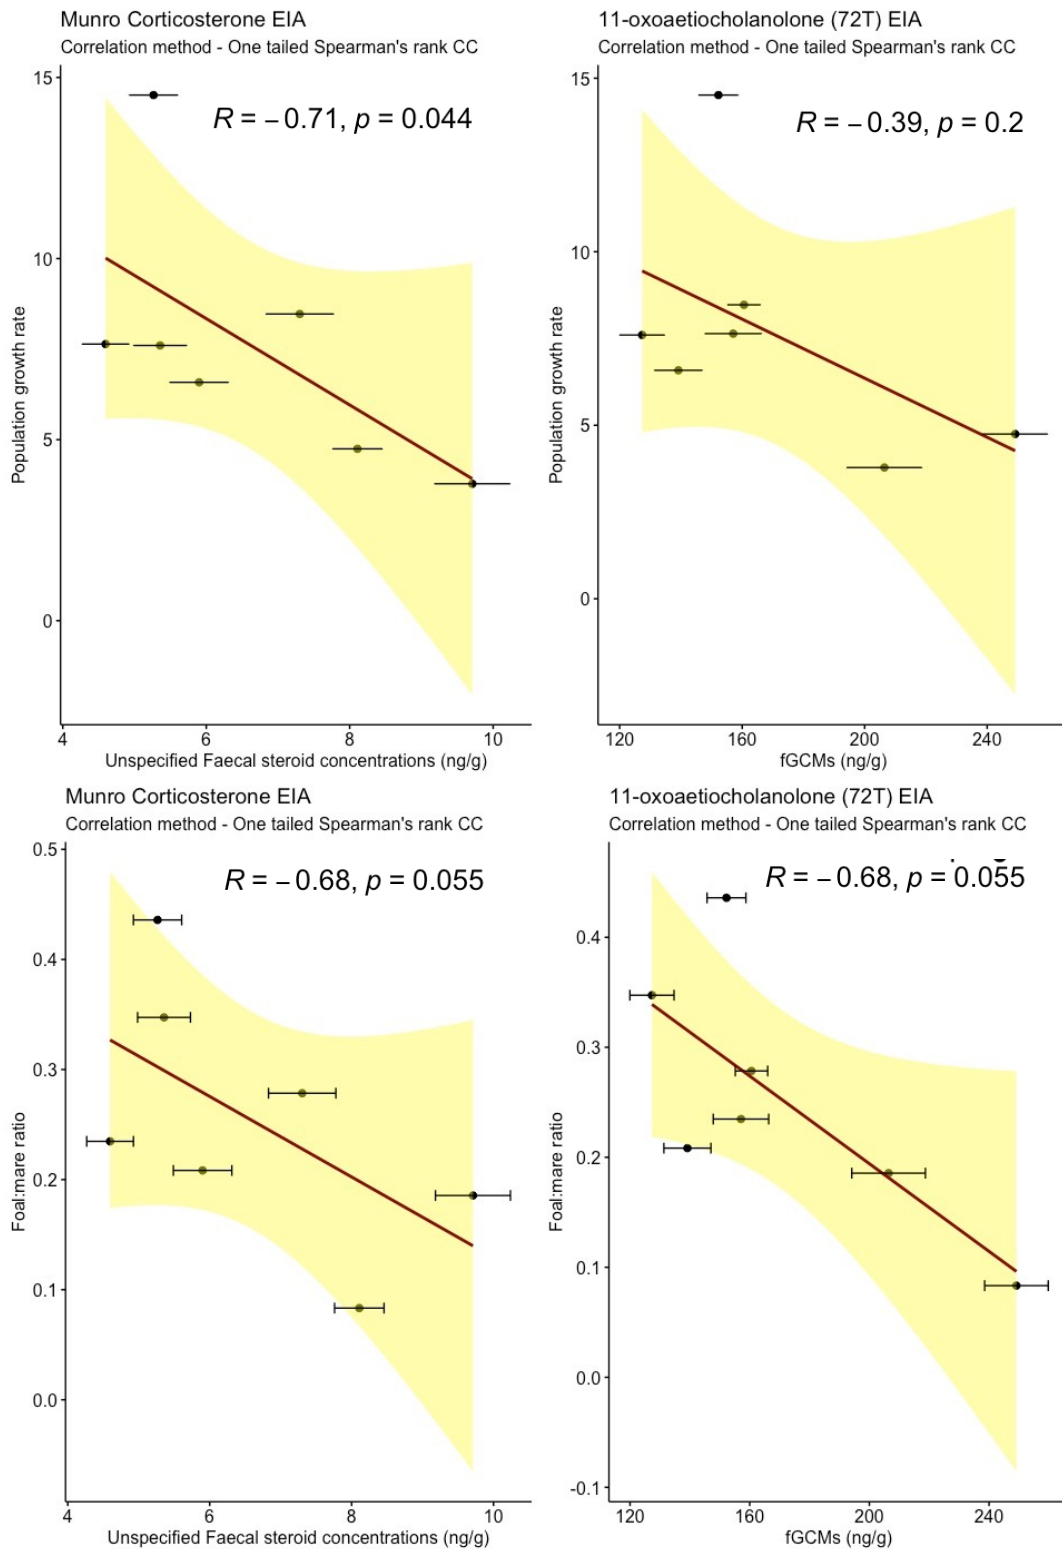 Munro Corticosterone EIA
Correlation method - One tailed Spearman's rank CC
R = −0.71, p = 0.044
15
10
5
0
Population growth rate
4 6 8 10
Unspecified Faecal steroid concentrations (ng/g)
11-oxoaetiocholanolone (72T) EIA
Correlation method - One tailed Spearman's rank CC
R = −0.39, p = 0.2
15
10
5
0
Population growth rate
120 160 200 240
fGCMs (ng/g)
Munro Corticosterone EIA
Correlation method - One tailed Spearman's rank CC
R = −0.68, p = 0.055
0.5
0.4
0.3
0.2
0.1
0.0
Foal:mare ratio
4 6 8 10
Unspecified Faecal steroid concentrations (ng/g)
11-oxoaetiocholanolone (72T) EIA
Correlation method - One tailed Spearman's rank CC
R = −0.68, p = 0.055
0.4
0.3
0.2
0.1
0.0
-0.1
Foal:mare ratio
120 160 200 240
fGCMs (ng/g)